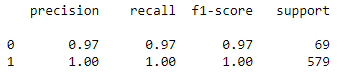 precision recall f1-score support
0 0.97 0.97 0.97 69
1 1.00 1.00 1.00 579